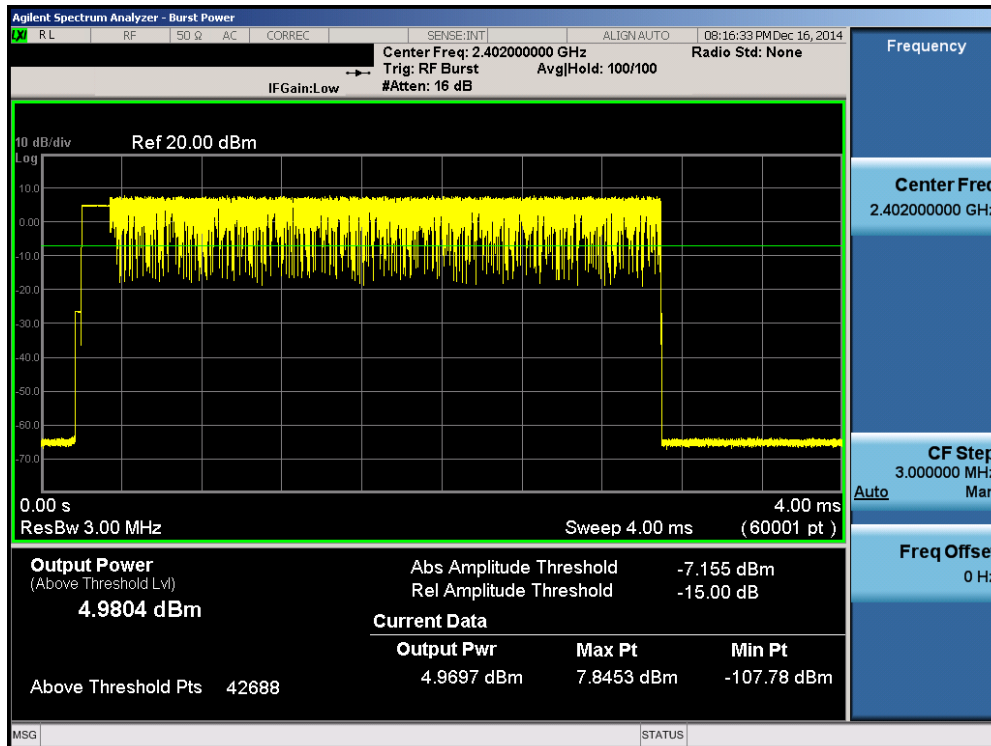 Agilent Spectrum Analyzer - Burst Power
LXI RL RF 50 Ω AC CORREC SENSE:INT ALIGN AUTO 08:16:33 PM Dec 16, 2014
Center Freq: 2.402000000 GHz Radio Std: None
Trig: RF Burst Avg|Hold: 100/100
IFGain:Low #Atten: 16 dB
Frequency
10 dB/div Ref 20.00 dBm
Log
10.0
0.00
-10.0
-20.0
-30.0
-40.0
-50.0
-60.0
-70.0
0.00 s 4.00 ms
ResBw 3.00 MHz Sweep 4.00 ms (60001 pt )
Center Freq
2.402000000 GHz
CF Step
3.000000 MHz
Auto Man
Freq Offset
0 Hz
Output Power
(Above Threshold Lvl)
4.9804 dBm
Above Threshold Pts 42688
Abs Amplitude Threshold -7.155 dBm
Rel Amplitude Threshold -15.00 dB
Current Data
Output Pwr Max Pt Min Pt
4.9697 dBm 7.8453 dBm -107.78 dBm
MSG STATUS